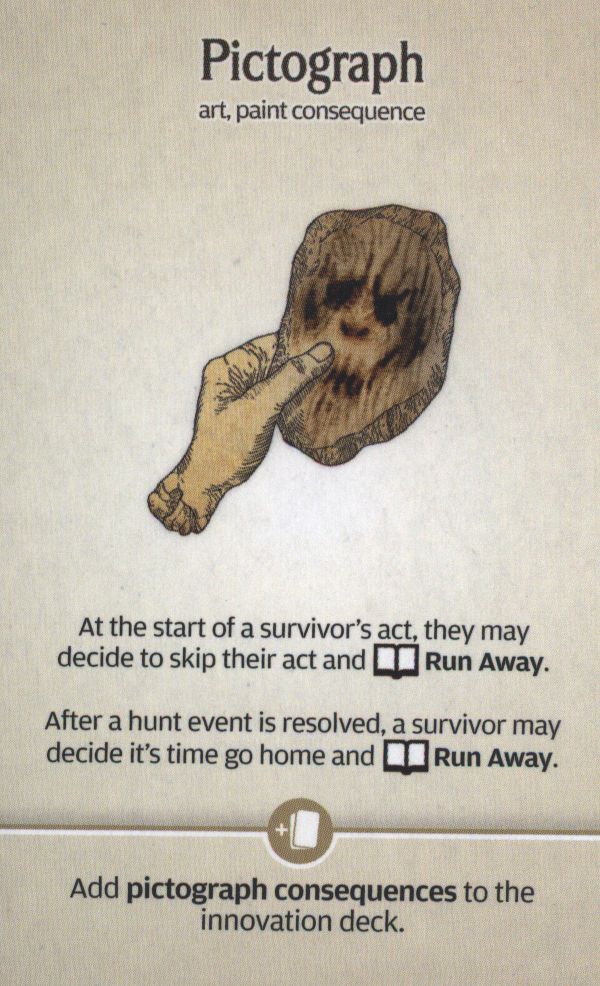 Pictograph
art, paint consequence
At the start of a survivor's act, they may
decide to skip their act and Run Away.
After a hunt event is resolved, a survivor may
decide it's time go home and Run Away.
Add pictograph consequences to the
innovation deck.